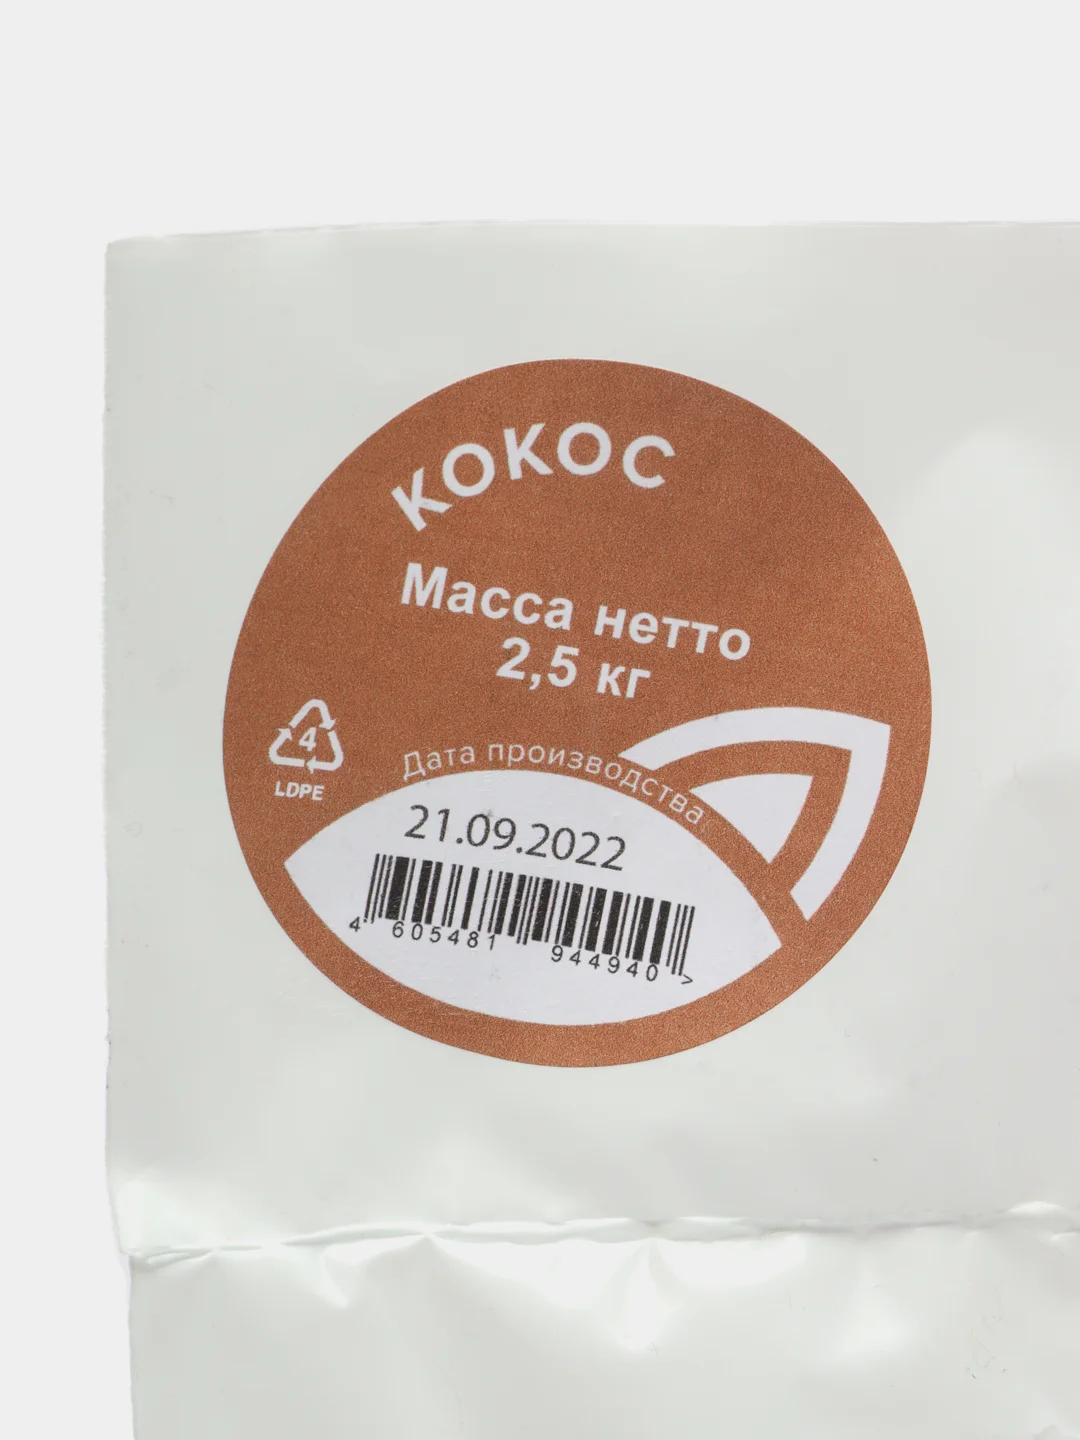 КОКОС
Масса нетто
2,5 кг
4
LDPE
Дата производства
21.09.2022
4 605481 944940 >